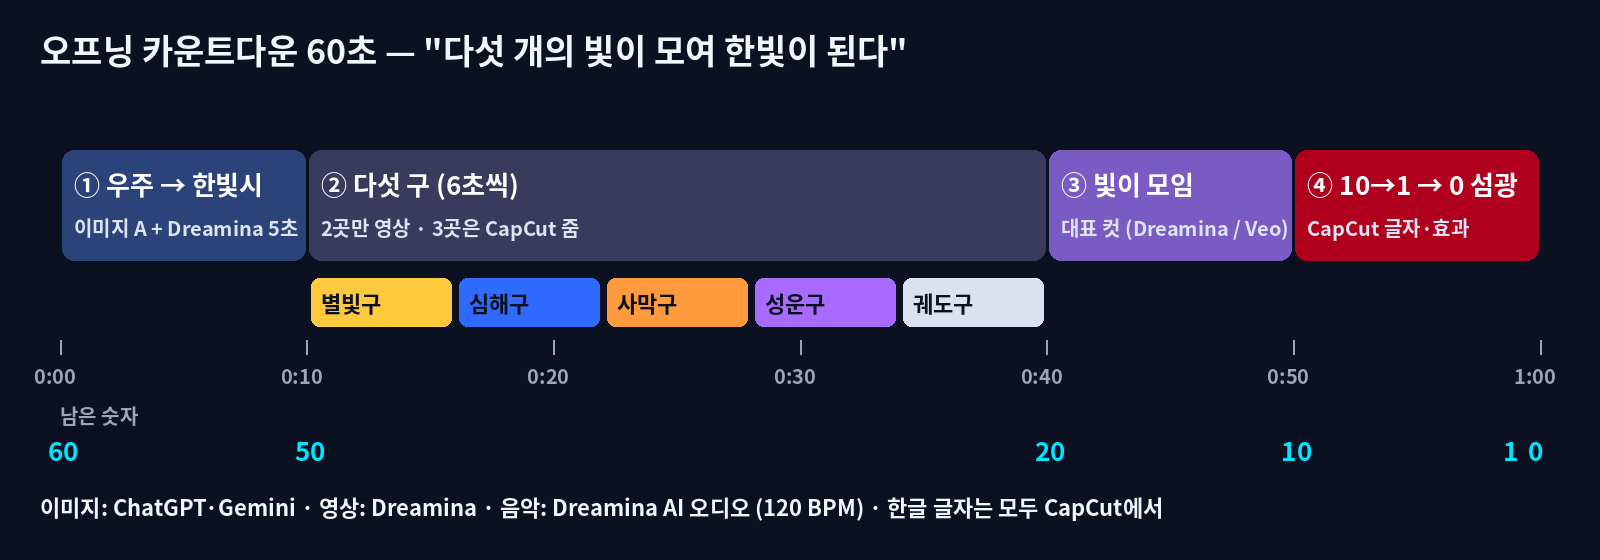 오프닝 카운트다운 60초 — "다섯 개의 빛이 모여 한빛이 된다"
① 우주 → 한빛시
이미지 A + Dreamina 5초
② 다섯 구 (6초씩)
2곳만 영상 · 3곳은 CapCut 줌
③ 빛이 모임
대표 컷 (Dreamina / Veo)
④ 10→1 → 0 섬광
CapCut 글자·효과
별빛구
심해구
사막구
성운구
궤도구
0:00
0:10
0:20
0:30
0:40
0:50
1:00
남은 숫자
60
50
20
10
1
0
이미지: ChatGPT·Gemini · 영상: Dreamina · 음악: Dreamina AI 오디오 (120 BPM) · 한글 글자는 모두 CapCut에서